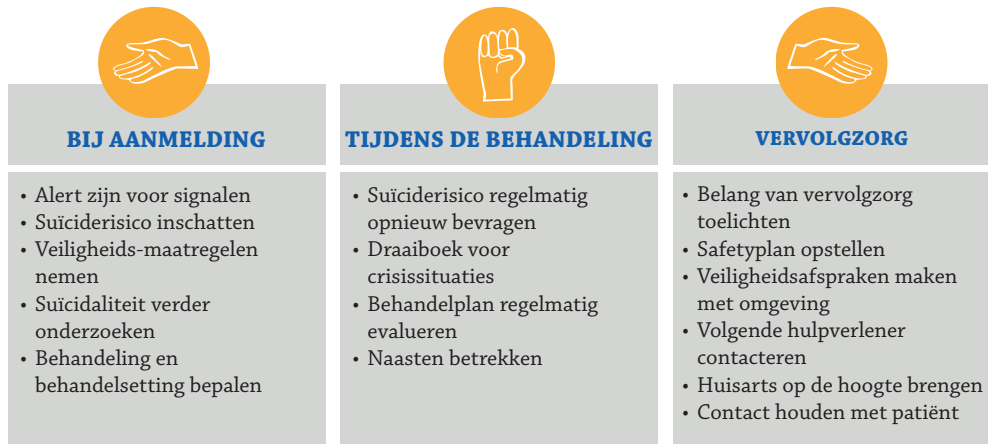 BIJ AANMELDING
• Alert zijn voor signalen
• Suïciderisico inschatten
• Veiligheids-maatregelen
nemen
• Suïcidaliteit verder
onderzoeken
• Behandeling en
behandelsetting bepalen
TIJDENS DE BEHANDELING
• Suïciderisico regelmatig
opnieuw bevragen
• Draaiboek voor
crisissituaties
• Behandelplan regelmatig
evalueren
• Naasten betrekken
VERVOLGZORG
• Belang van vervolgzorg
toelichten
• Safetyplan opstellen
• Veiligheidsafspraken maken
met omgeving
• Volgende hulpverlener
contacteren
• Huisarts op de hoogte brengen
• Contact houden met patiënt